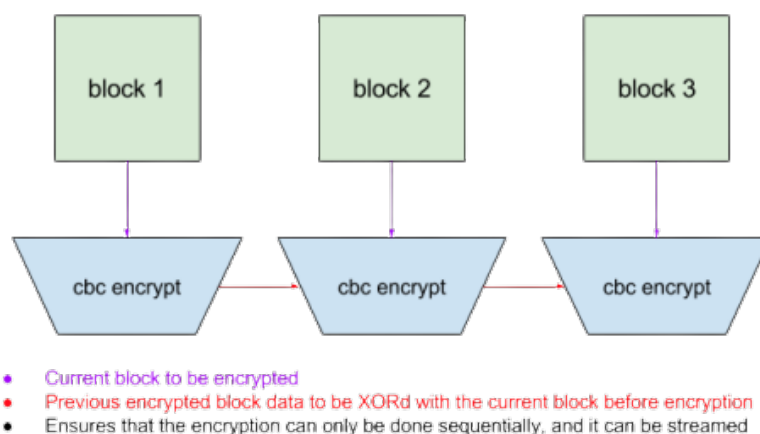 block 1
block 2
block 3
cbc encrypt
cbc encrypt
cbc encrypt
Current block to be encrypted
Previous encrypted block data to be XORd with the current block before encryption
Ensures that the encryption can only be done sequentially, and it can be streamed